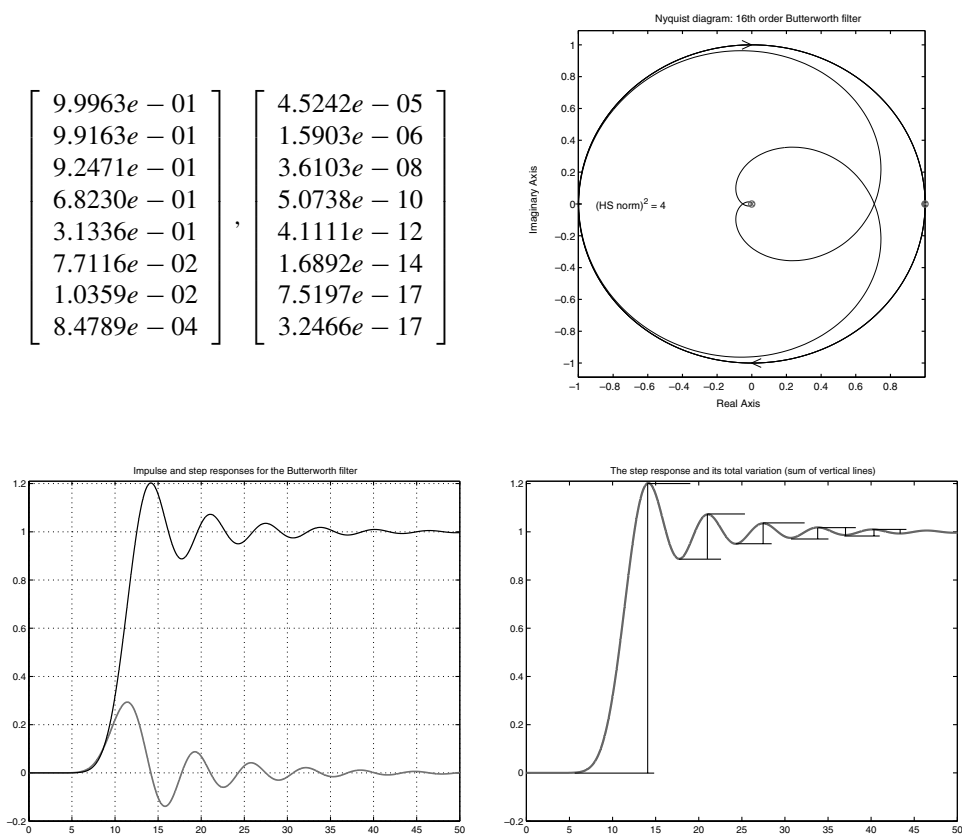 9.9963e − 01
9.9163e − 01
9.2471e − 01
6.8230e − 01
3.1336e − 01
7.7116e − 02
1.0359e − 02
8.4789e − 04
,
4.5242e − 05
1.5903e − 06
3.6103e − 08
5.0738e − 10
4.1111e − 12
1.6892e − 14
7.5197e − 17
3.2466e − 17
Nyquist diagram: 16th order Butterworth filter
Imaginary Axis
1
0.8
0.6
0.4
0.2
0
−0.2
−0.4
−0.6
−0.8
−1
(HS norm)² = 4
−1 −0.8 −0.6 −0.4 −0.2 0 0.2 0.4 0.6 0.8
Real Axis
Impulse and step responses for the Butterworth filter
1.2
1
0.8
0.6
0.4
0.2
0
−0.2
0 5 10 15 20 25 30 35 40 45 50
The step response and its total variation (sum of vertical lines)
1.2
1
0.8
0.6
0.4
0.2
0
−0.2
0 5 10 15 20 25 30 35 40 45 50